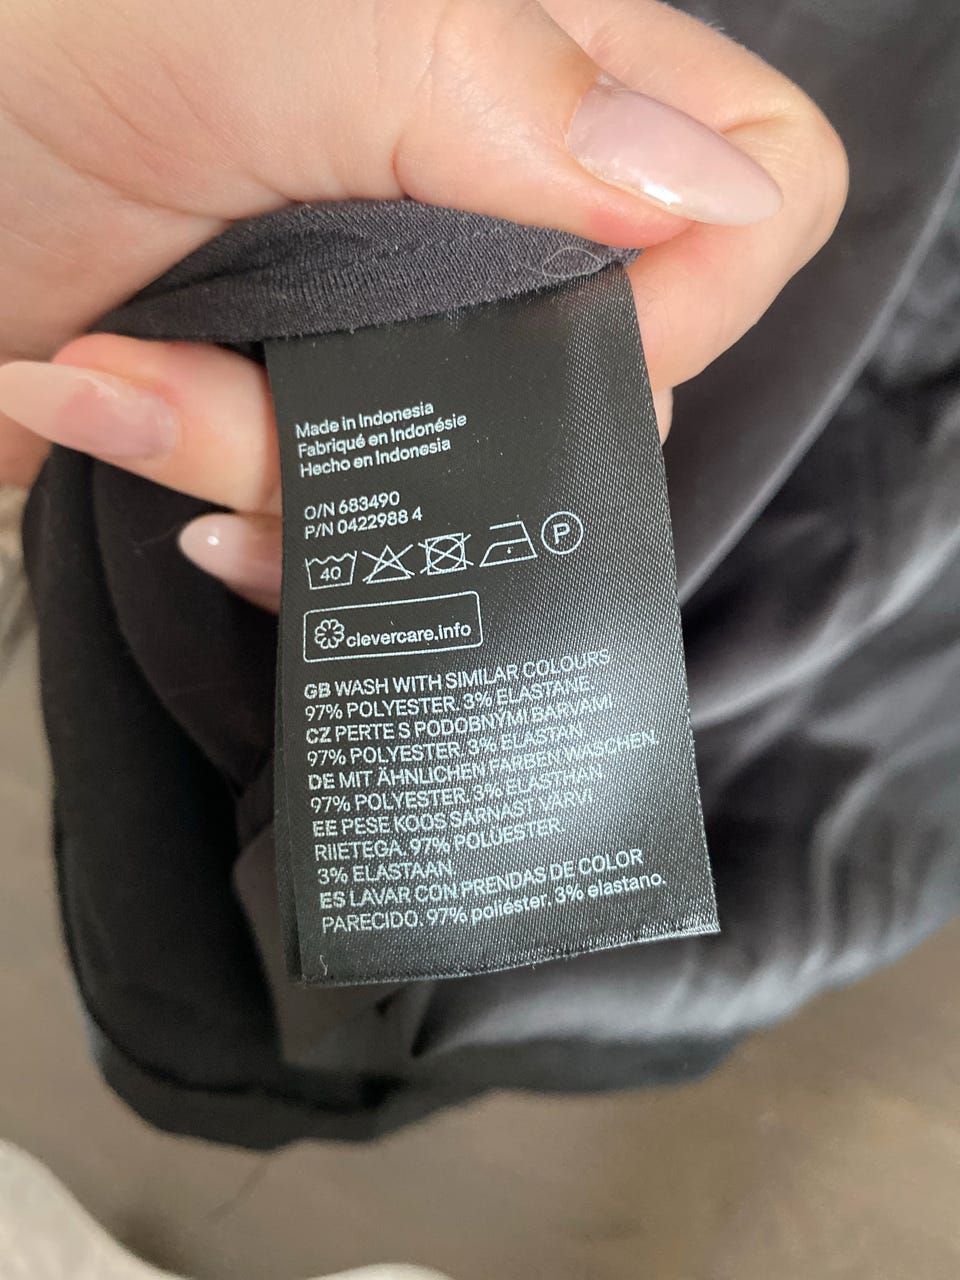 Made in Indonesia
Fabriqué en Indonésie
Hecho en Indonesia
O/N 683490
P/N 0422988 4
40 P
clevercare.info
GB WASH WITH SIMILAR COLOURS
97% POLYESTER. 3% ELASTANE
CZ PERTE S PODOBNÝMI BARVAMI
97% POLYESTER. 3% ELASTAN
DE MIT ÄHNLICHEN FARBEN WASCHEN
97% POLYESTER. 3% ELASTHAN
EE PESE KOOS SARNAST VÄRVI
RIIETEGA. 97% POLÜESTER
3% ELASTAAN
ES LAVAR CON PRENDAS DE COLOR
PARECIDO. 97% poliéster. 3% elastano.